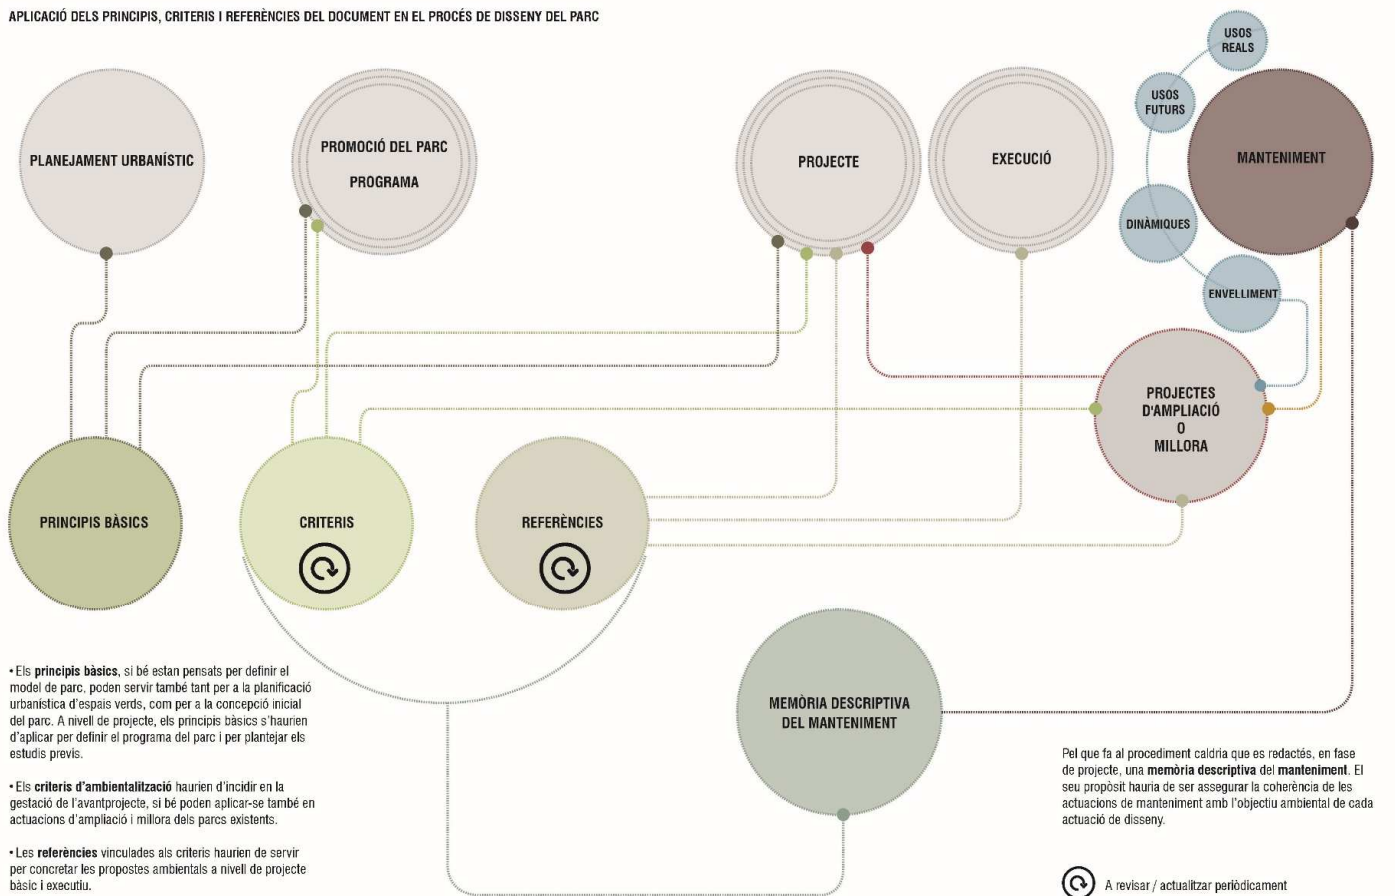 APLICACIÓ DELS PRINCIPIS, CRITERIS I REFERÈNCIES DEL DOCUMENT EN EL PROCÉS DE DISSENY DEL PARC
USOS
REALS
USOS
FUTURS
PLANEJAMENT URBANÍSTIC
PROMOCIÓ DEL PARC
PROGRAMA
PROJECTE
EXECUCIÓ
MANTENIMENT
DINÀMIQUES
ENVELLIMENT
PROJECTES
D'AMPLIACIÓ
O
MILLORA
PRINCIPIS BÀSICS
CRITERIS
REFERÈNCIES
MEMÒRIA DESCRIPTIVA
DEL MANTENIMENT
• Els principis bàsics, si bé estan pensats per definir el
model de parc, poden servir també tant per a la planificació
urbanística d'espais verds, com per a la concepció inicial
del parc. A nivell de projecte, els principis bàsics s'haurien
d'aplicar per definir el programa del parc i per plantejar els
estudis previs.
• Els criteris d'ambientalització haurien d'incidir en la
gestació de l'avantprojecte, si bé poden aplicar-se també en
actuacions d'ampliació i millora dels parcs existents.
• Les referències vinculades als criteris haurien de servir
per concretar les propostes ambientals a nivell de projecte
bàsic i executiu.
Pel que fa al procediment caldria que es redactés, en fase
de projecte, una memòria descriptiva del manteniment. El
seu propòsit hauria de ser assegurar la coherència de les
actuacions de manteniment amb l'objectiu ambiental de cada
actuació de disseny.
A revisar / actualitzar periòdicament